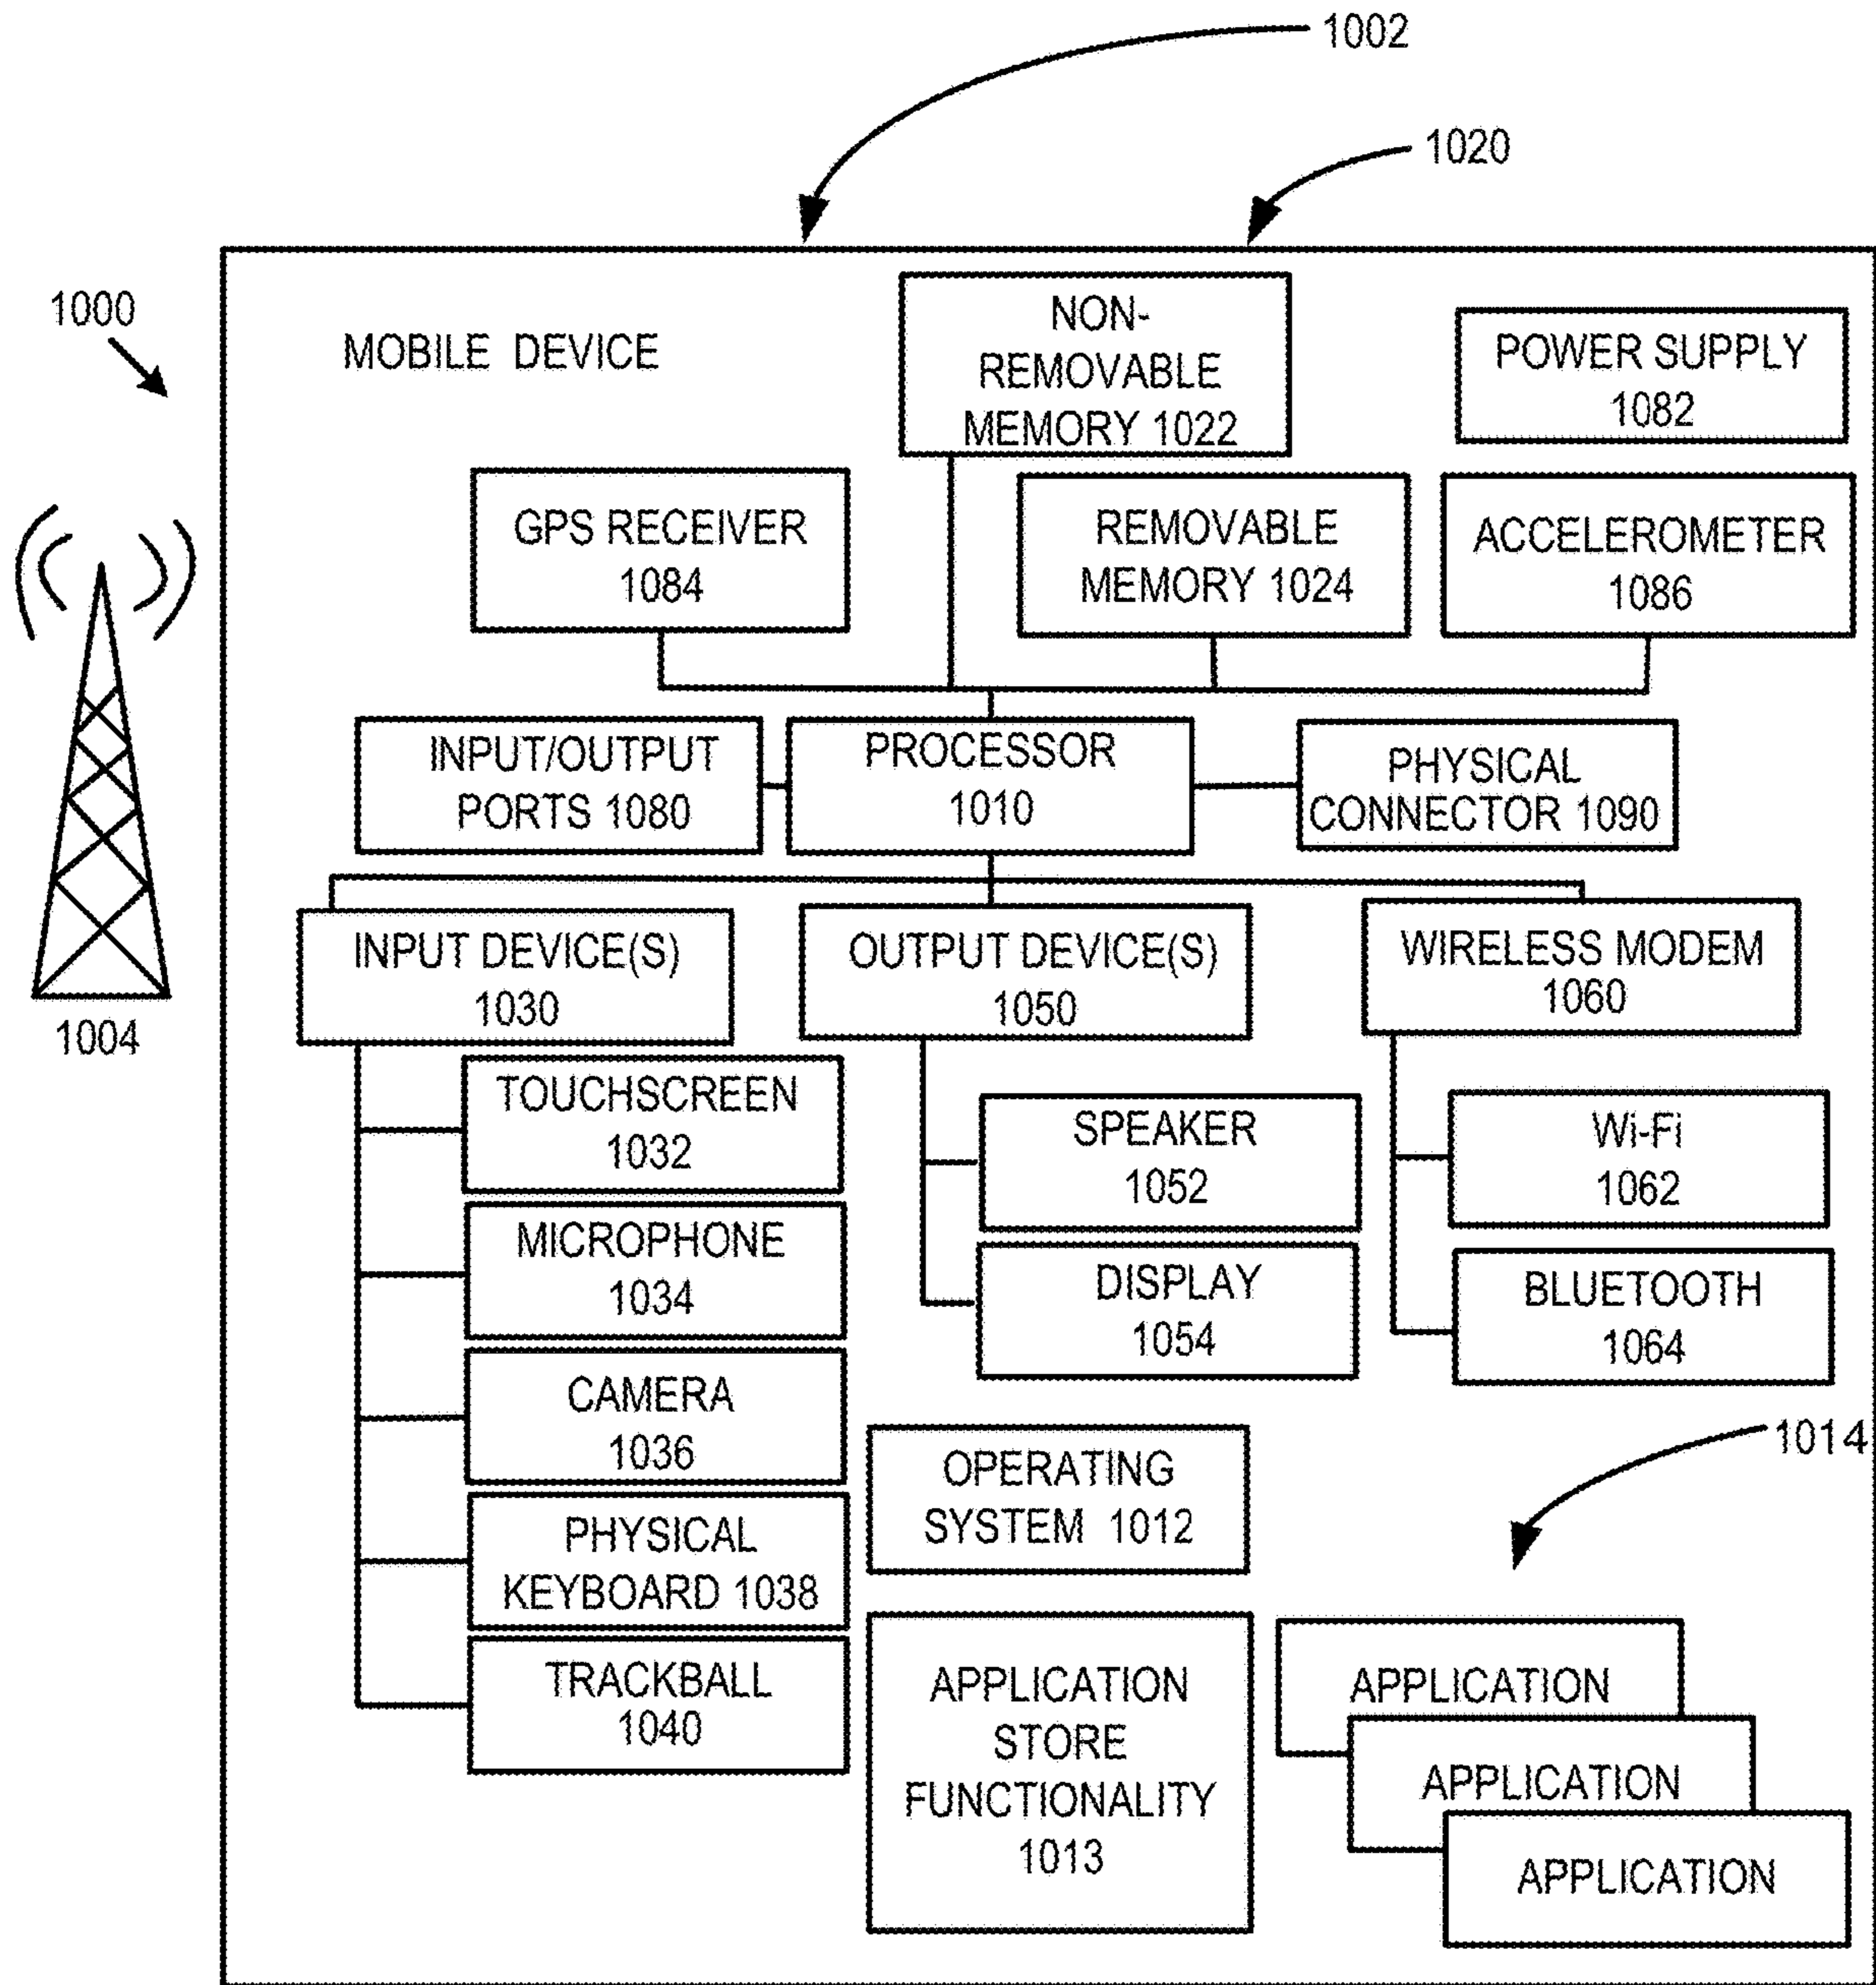 1002
1020
1000
MOBILE DEVICE
NON-
REMOVABLE
MEMORY 1022
POWER SUPPLY
1082
GPS RECEIVER
1084
REMOVABLE
MEMORY 1024
ACCELEROMETER
1086
INPUT/OUTPUT
PORTS 1080
PROCESSOR
1010
PHYSICAL
CONNECTOR 1090
INPUT DEVICE(S)
1030
OUTPUT DEVICE(S)
1050
WIRELESS MODEM
1060
1004
TOUCHSCREEN
1032
MICROPHONE
1034
CAMERA
1036
PHYSICAL
KEYBOARD 1038
TRACKBALL
1040
SPEAKER
1052
DISPLAY
1054
Wi-Fi
1062
BLUETOOTH
1064
OPERATING
SYSTEM 1012
1014
APPLICATION
STORE
FUNCTIONALITY
1013
APPLICATION
APPLICATION
APPLICATION